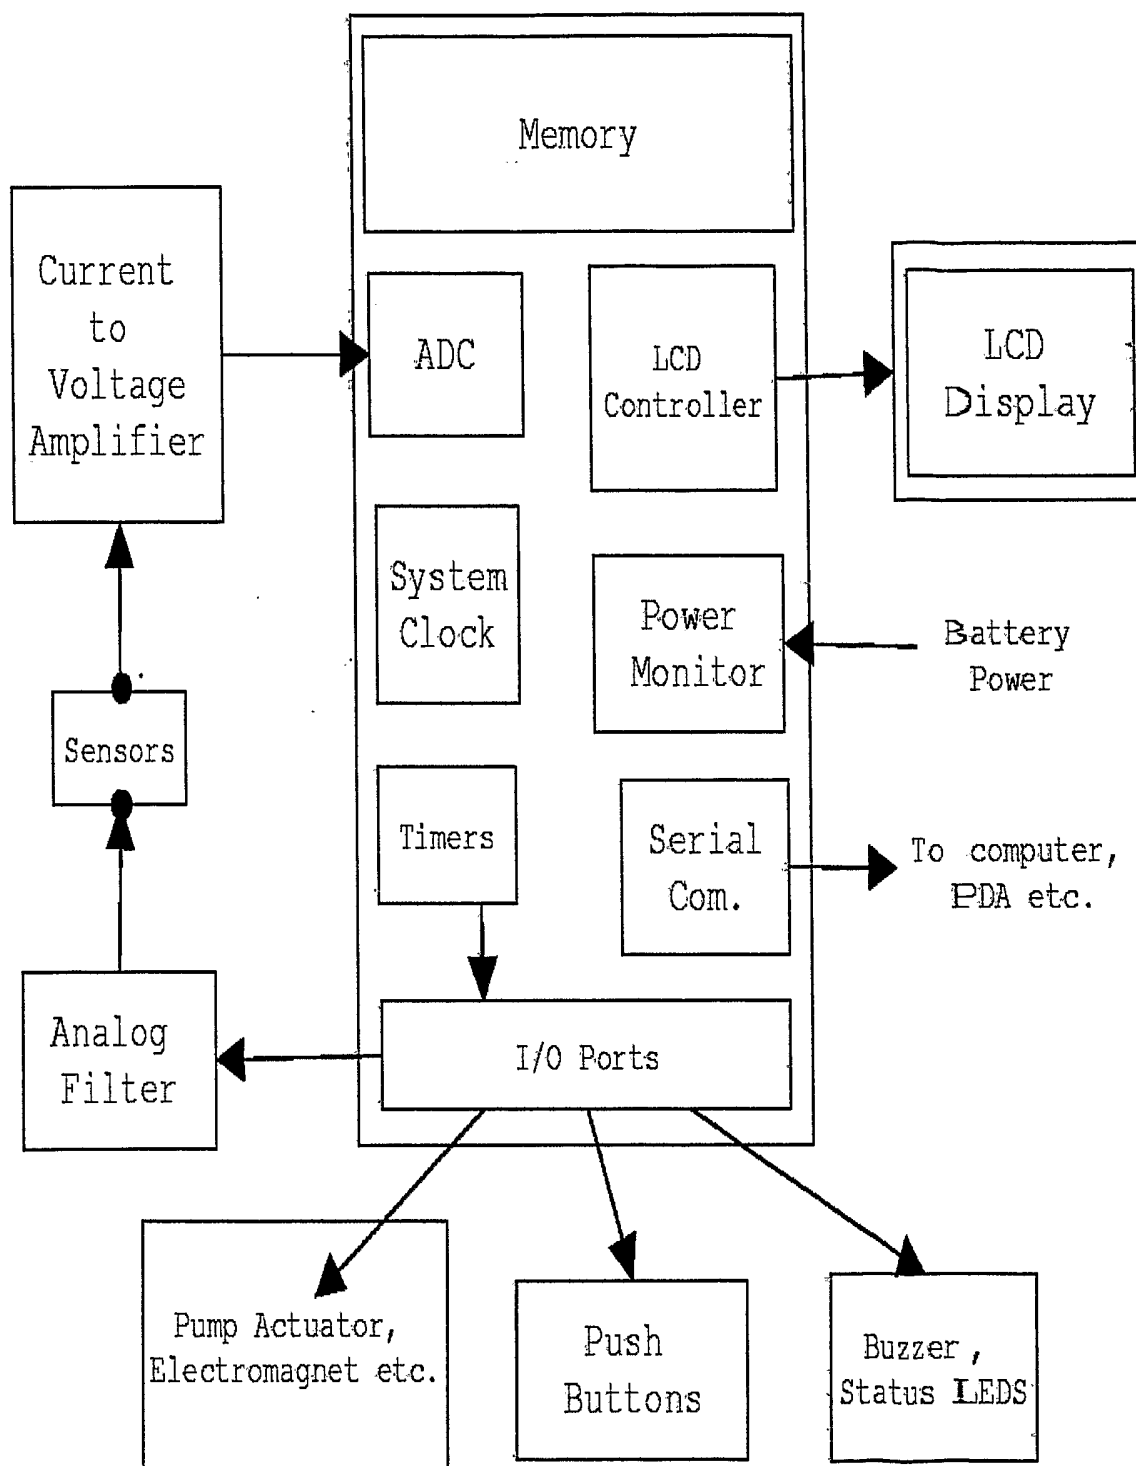 Memory
Current
to
Voltage
Amplifier
ADC
LCD
Controller
LCD
Display
System
Clock
Power
Monitor
Battery
Power
Sensors
Timers
Serial
Com.
To computer,
PDA etc.
Analog
Filter
I/O Ports
Pump Actuator,
Electromagnet etc.
Push
Buttons
Buzzer,
Status LEDS